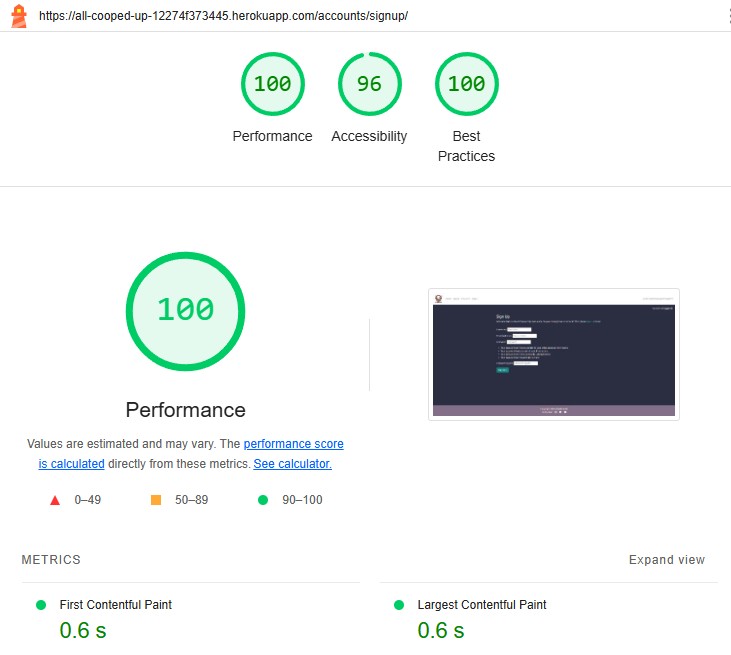 https://all-cooped-up-12274f373445.herokuapp.com/accounts/signup/
100
96
100
Performance
Accessibility
Best
Practices
100
Performance
Values are estimated and may vary. The performance score
is calculated directly from these metrics. See calculator.
0–49
50–89
90–100
Sign Up
METRICS
Expand view
First Contentful Paint
0.6 s
Largest Contentful Paint
0.6 s